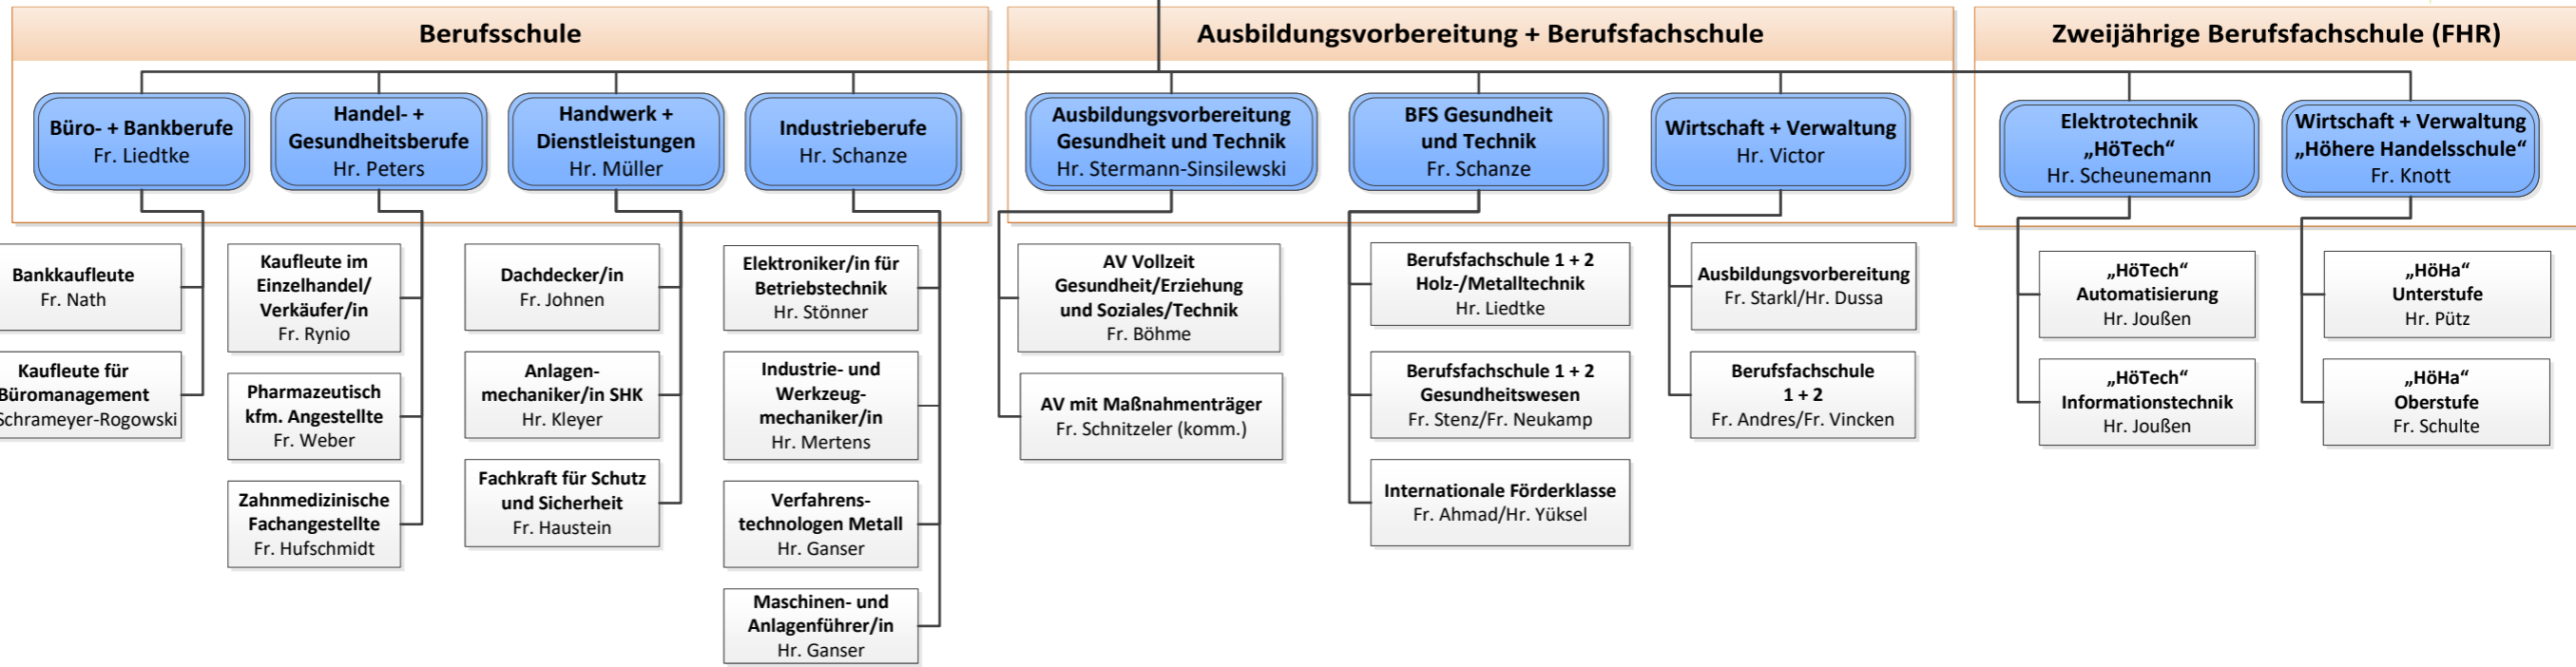 Berufsschule
Büro- + Bankberufe
Fr. Liedtke
Handel- +
Gesundheitsberufe
Hr. Peters
Handwerk +
Dienstleistungen
Hr. Müller
Industrieberufe
Hr. Schanze
Bankkaufleute
Fr. Nath
Kaufleute für
Büromanagement
Schrameyer-Rogowski
Kaufleute im
Einzelhandel/
Verkäufer/in
Fr. Rynio
Pharmazeutisch
kfm. Angestellte
Fr. Weber
Zahnmedizinische
Fachangestellte
Fr. Hufschmidt
Dachdecker/in
Fr. Johnen
Anlagen-
mechaniker/in SHK
Hr. Kleyer
Fachkraft für Schutz
und Sicherheit
Fr. Haustein
Elektroniker/in für
Betriebstechnik
Hr. Stönner
Industrie- und
Werkzeug-
mechaniker/in
Hr. Mertens
Verfahrens-
technologen Metall
Hr. Ganser
Maschinen- und
Anlagenführer/in
Hr. Ganser
Ausbildungsvorbereitung + Berufsfachschule
Ausbildungsvorbereitung
Gesundheit und Technik
Hr. Stermann-Sinsilewski
BFS Gesundheit
und Technik
Fr. Schanze
Wirtschaft + Verwaltung
Hr. Victor
AV Vollzeit
Gesundheit/Erziehung
und Soziales/Technik
Fr. Böhme
AV mit Maßnahmenträger
Fr. Schnitzeler (komm.)
Berufsfachschule 1 + 2
Holz-/Metalltechnik
Hr. Liedtke
Berufsfachschule 1 + 2
Gesundheitswesen
Fr. Stenz/Fr. Neukamp
Internationale Förderklasse
Fr. Ahmad/Hr. Yüksel
Ausbildungsvorbereitung
Fr. Starkl/Hr. Dussa
Berufsfachschule
1 + 2
Fr. Andres/Fr. Vincken
Zweijährige Berufsfachschule (FHR)
Elektrotechnik
„HöTech“
Hr. Scheunemann
Wirtschaft + Verwaltung
„Höhere Handelsschule“
Fr. Knott
„HöTech“
Automatisierung
Hr. Joußen
„HöTech“
Informationstechnik
Hr. Joußen
„HöHa“
Unterstufe
Hr. Pütz
„HöHa“
Oberstufe
Fr. Schulte